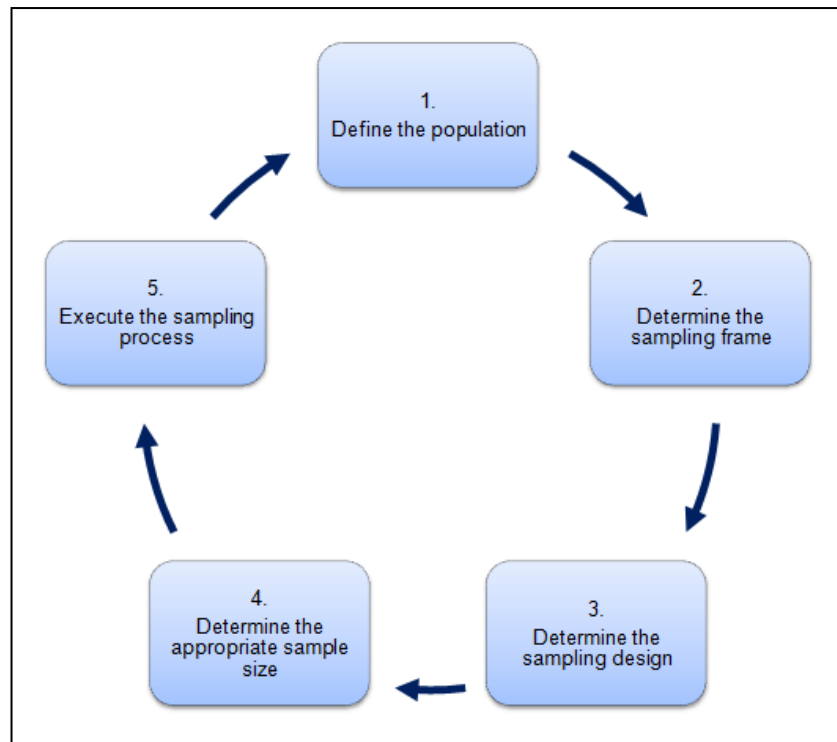 1.
Define the population
2.
Determine the
sampling frame
3.
Determine the
sampling design
4.
Determine the
appropriate sample
size
5.
Execute the sampling
process